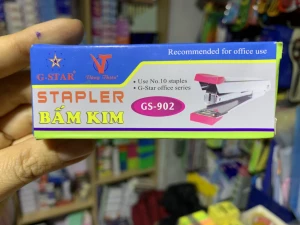 Recommended for office use
G-STAR
• Use No.10 staples
• G-Star office series
STAPLER
BẤM KIM
GS-902